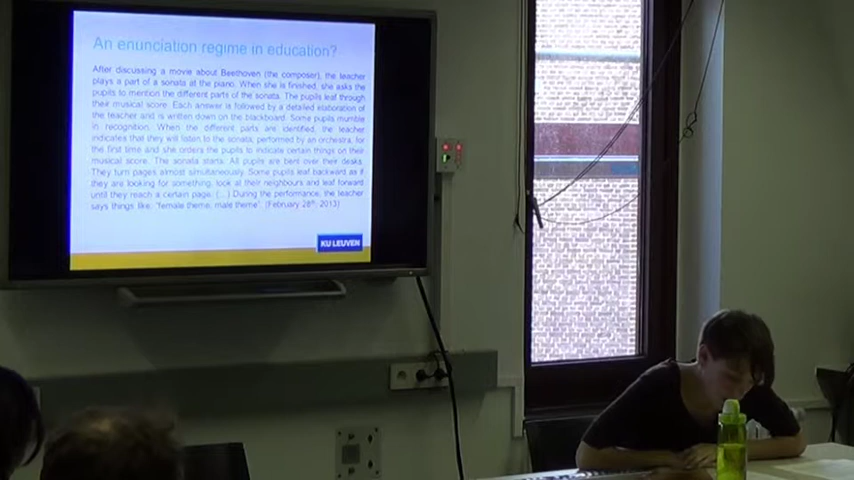 An enunciation regime in education?
After discussing a movie about Beethoven (the composer), the teacher
plays a part of a sonata at the piano. When she is finished, she asks the
pupils to mention the different parts of the sonata. The pupils leaf through
their musical score. Each answer is followed by a detailed elaboration of
the teacher and is written down on the blackboard. Some pupils mumble
in recognition. When the different parts are identified, the teacher
indicates that they will listen to the sonata, performed by an orchestra, for
the first time and she orders the pupils to indicate certain things on their
musical score. The sonata starts. All pupils are bent over their desks.
They turn pages almost simultaneously. Some pupils leaf backward as if
they are looking for something, look at their neighbours and leaf forward
until they reach a certain page. (…) During the performance, the teacher
says things like: “female theme, male theme”. (February 28th, 2013)
KU LEUVEN